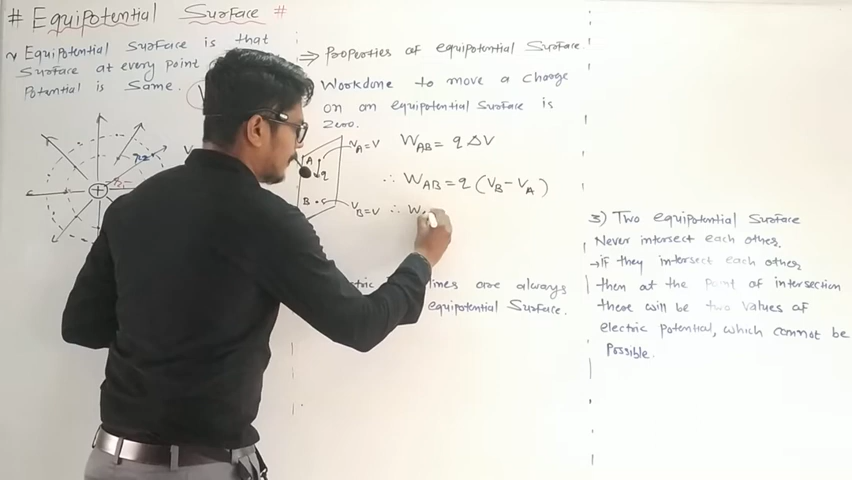 # Equipotential Surface #
Equipotential Surface is that
Surface at every point
Potential is Same.
+
⇒ Properties of equipotential Surface
Workdone to move a charge
on an equipotential Surface is
Zero.
A
q
B
V_A = V
V_B = V
W_AB = q ΔV
∴ W_AB = q (V_B - V_A)
∴ W
lines are always
equipotential Surface.
3) Two equipotential Surface
Never intersect each other.
→ if they intersect each other
then at the point of intersection
there will be two values of
electric potential, which cannot be
Possible.